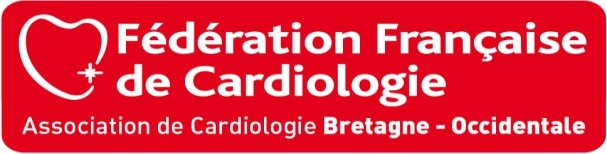 Fédération Française
de Cardiologie
Association de Cardiologie Bretagne - Occidentale